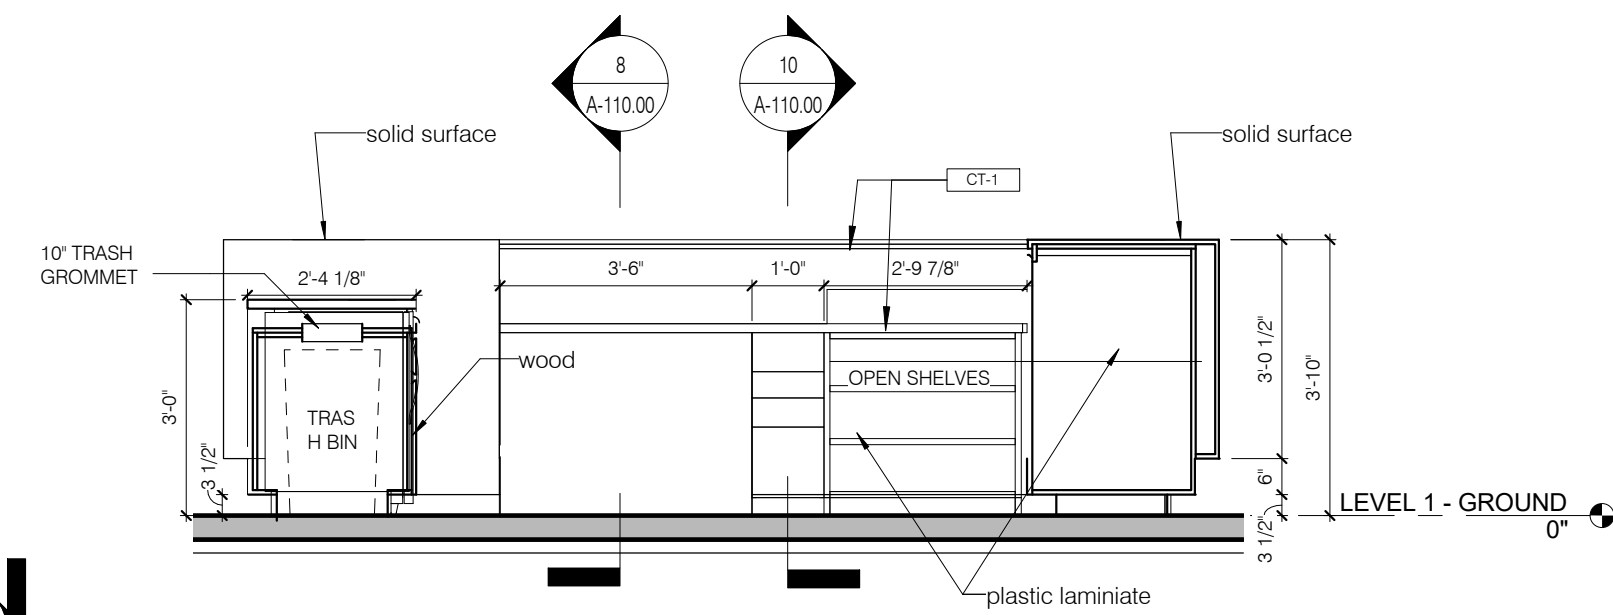 8
A-110.00
10
A-110.00
solid surface
solid surface
CT-1
10" TRASH
GROMMET
2'-4 1/8"
3'-6"
1'-0"
2'-9 7/8"
wood
OPEN SHELVES
TRAS
H BIN
3'-0"
3 1/2"
3'-0 1/2"
3'-10"
6"
3 1/2"
LEVEL 1 - GROUND
0"
plastic laminiate